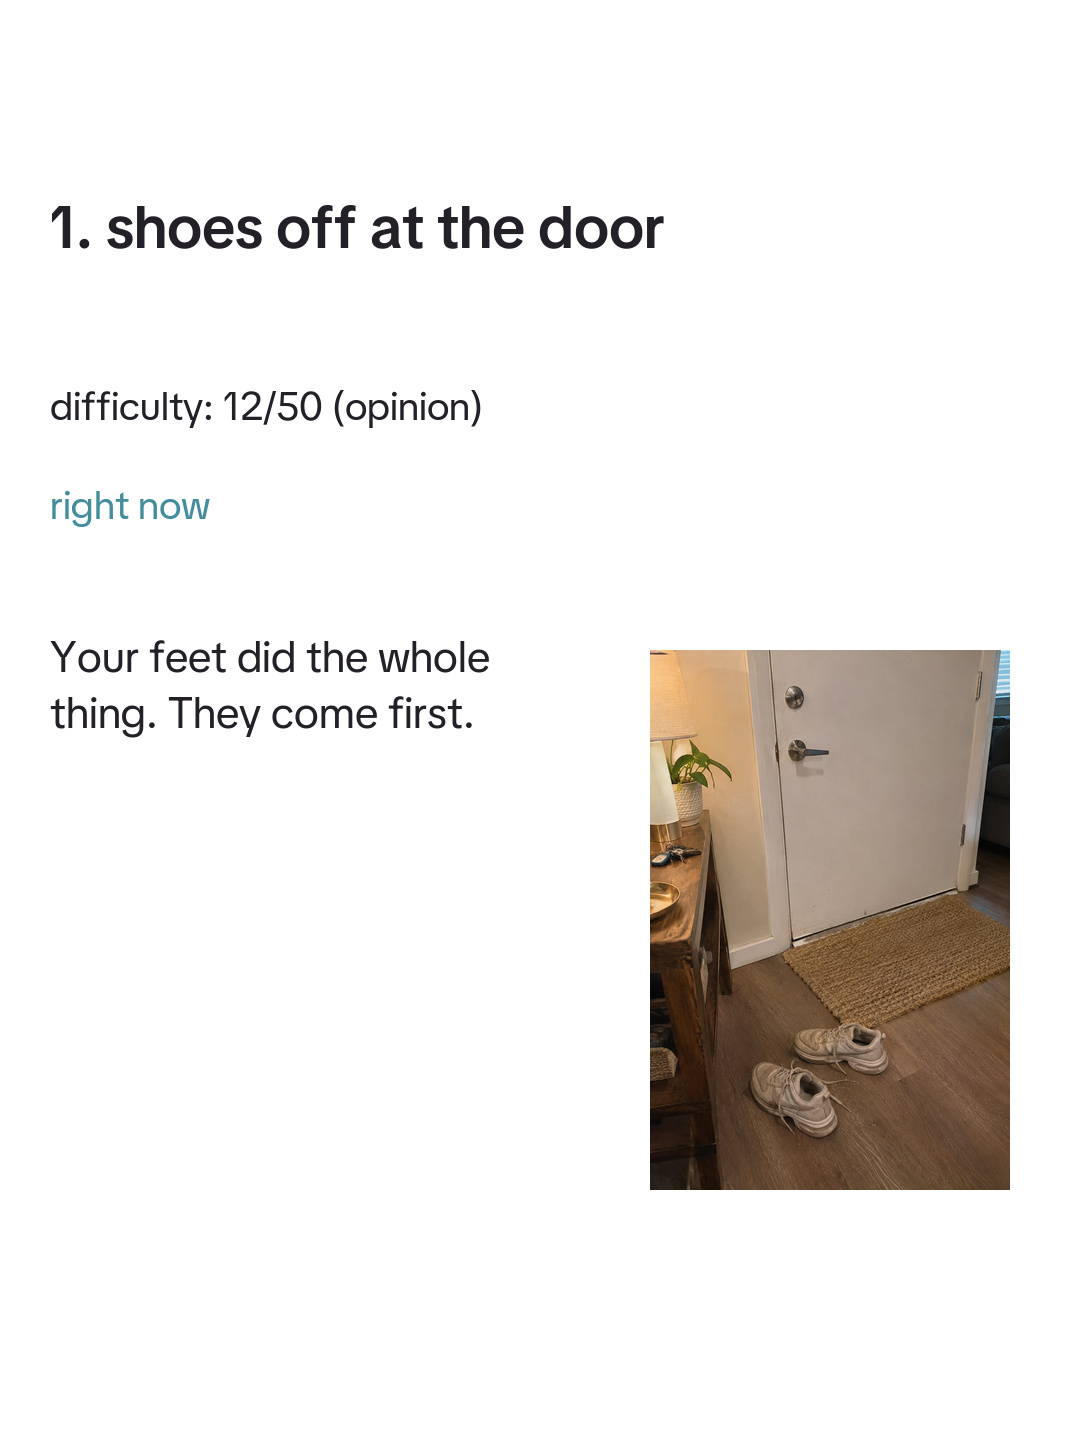 1. shoes off at the door
difficulty: 12/50 (opinion)
right now
Your feet did the whole
thing. They come first.